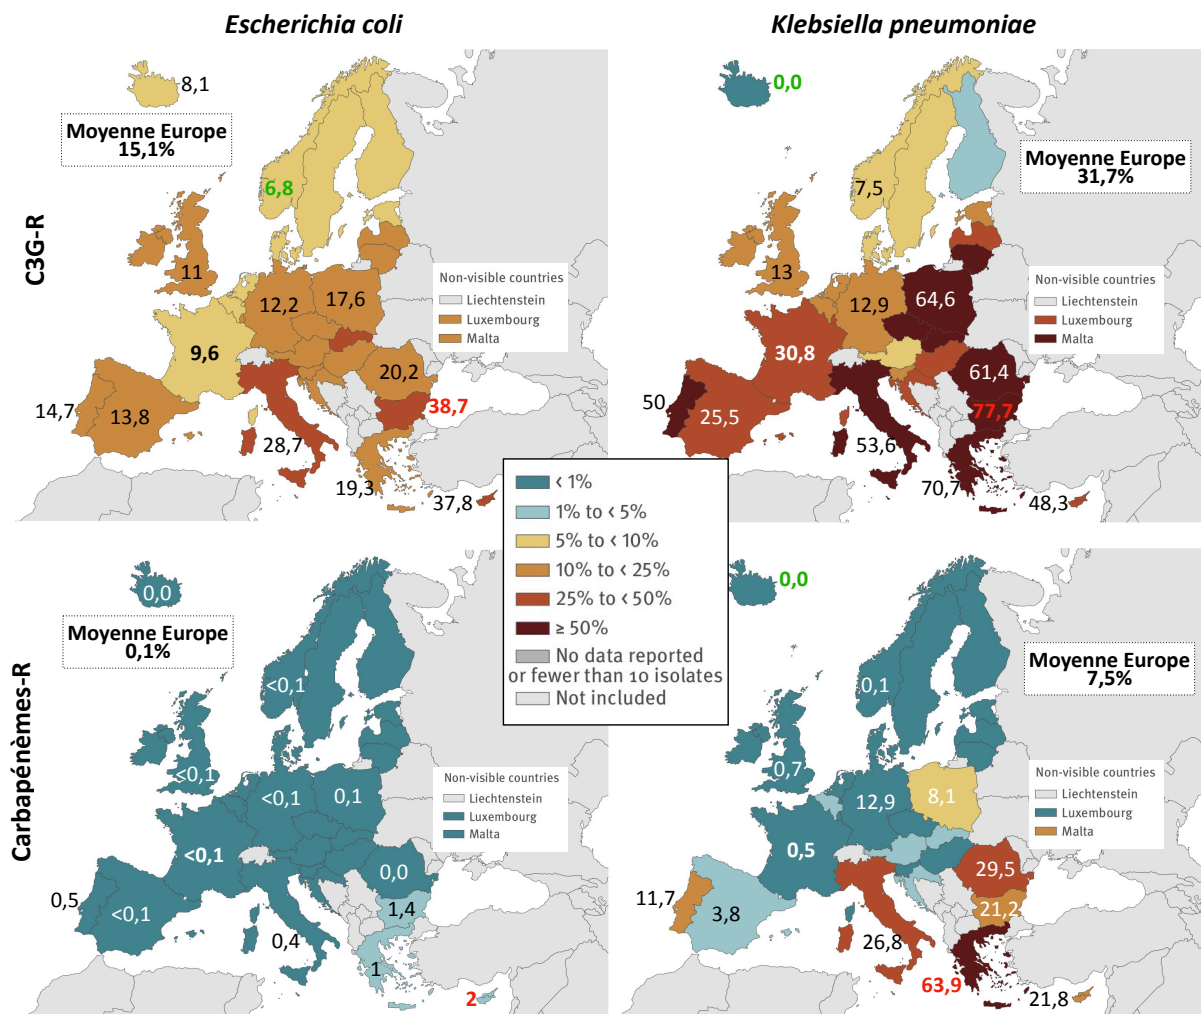 Escherichia coli
Klebsiella pneumoniae
C3G-R
8,1
Moyenne Europe
15,1%
6,8
11
12,2
17,6
9,6
20,2
14,7
13,8
38,7
28,7
19,3
37,8
Non-visible countries
Liechtenstein
Luxembourg
Malta
0,0
Moyenne Europe
31,7%
7,5
13
12,9
64,6
30,8
61,4
50
25,5
77,7
53,6
70,7
48,3
Non-visible countries
Liechtenstein
Luxembourg
Malta
< 1%
1% to < 5%
5% to < 10%
10% to < 25%
25% to < 50%
≥ 50%
No data reported
or fewer than 10 isolates
Not included
Carbapénèmes-R
0,0
Moyenne Europe
0,1%
<0,1
<0,1
<0,1
0,1
<0,1
0,0
0,5
<0,1
1,4
0,4
1
2
Non-visible countries
Liechtenstein
Luxembourg
Malta
0,0
Moyenne Europe
7,5%
0,1
0,7
12,9
8,1
0,5
29,5
11,7
3,8
21,2
26,8
63,9
21,8
Non-visible countries
Liechtenstein
Luxembourg
Malta